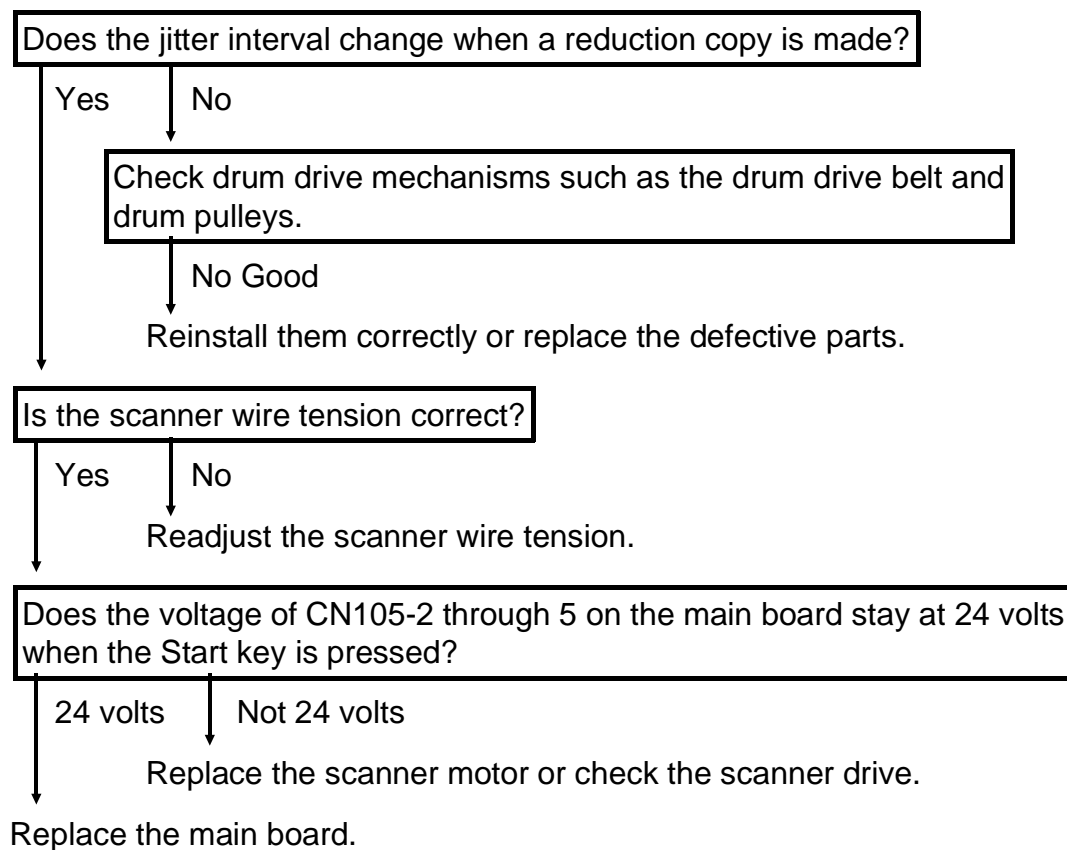 Does the jitter interval change when a reduction copy is made?
Yes No
Check drum drive mechanisms such as the drum drive belt and
drum pulleys.
No Good
Reinstall them correctly or replace the defective parts.
Is the scanner wire tension correct?
Yes No
Readjust the scanner wire tension.
Does the voltage of CN105-2 through 5 on the main board stay at 24 volts
when the Start key is pressed?
24 volts Not 24 volts
Replace the scanner motor or check the scanner drive.
Replace the main board.